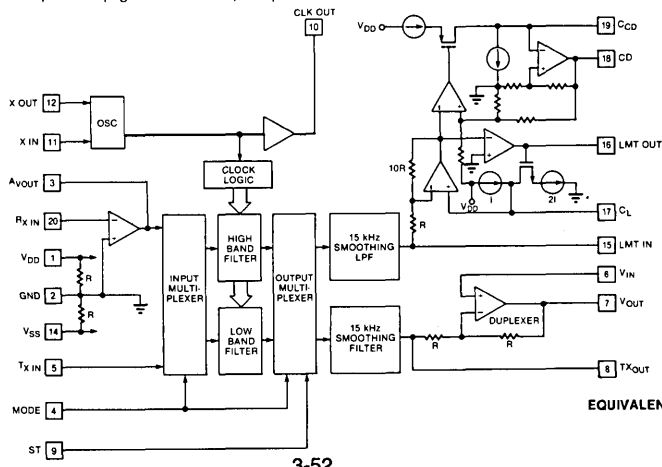 CLK OUT
10
V_DD
19 C_CD
18 CD
X OUT 12
OSC
X IN 11
CLOCK LOGIC
A_VOUT 3
R_X IN 20
V_DD 1
R
GND 2
R
V_SS 14
T_X IN 5
MODE 4
ST 9
INPUT MULTI-PLEXER
HIGH BAND FILTER
LOW BAND FILTER
OUTPUT MULTI-PLEXER
15 kHz SMOOTHING LPF
15 kHz SMOOTHING FILTER
10R
R
V_DD
I
2I
16 LMT OUT
17 C_L
15 LMT IN
6 V_IN
7 V_OUT
DUPLEXER
R
R
8 TX_OUT
EQUIVALEN
3-52